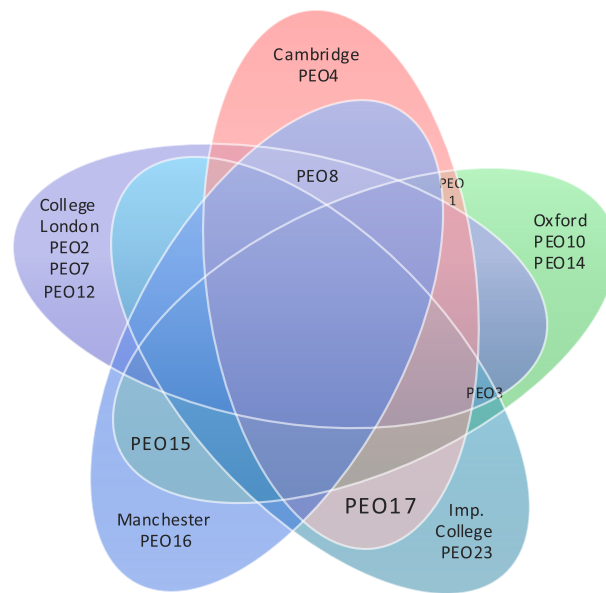 Cambridge
PEO4
PEO8
PEO
1
College
London
PEO2
PEO7
PEO12
Oxford
PEO10
PEO14
PEO3
PEO15
PEO17
Manchester
PEO16
Imp.
College
PEO23